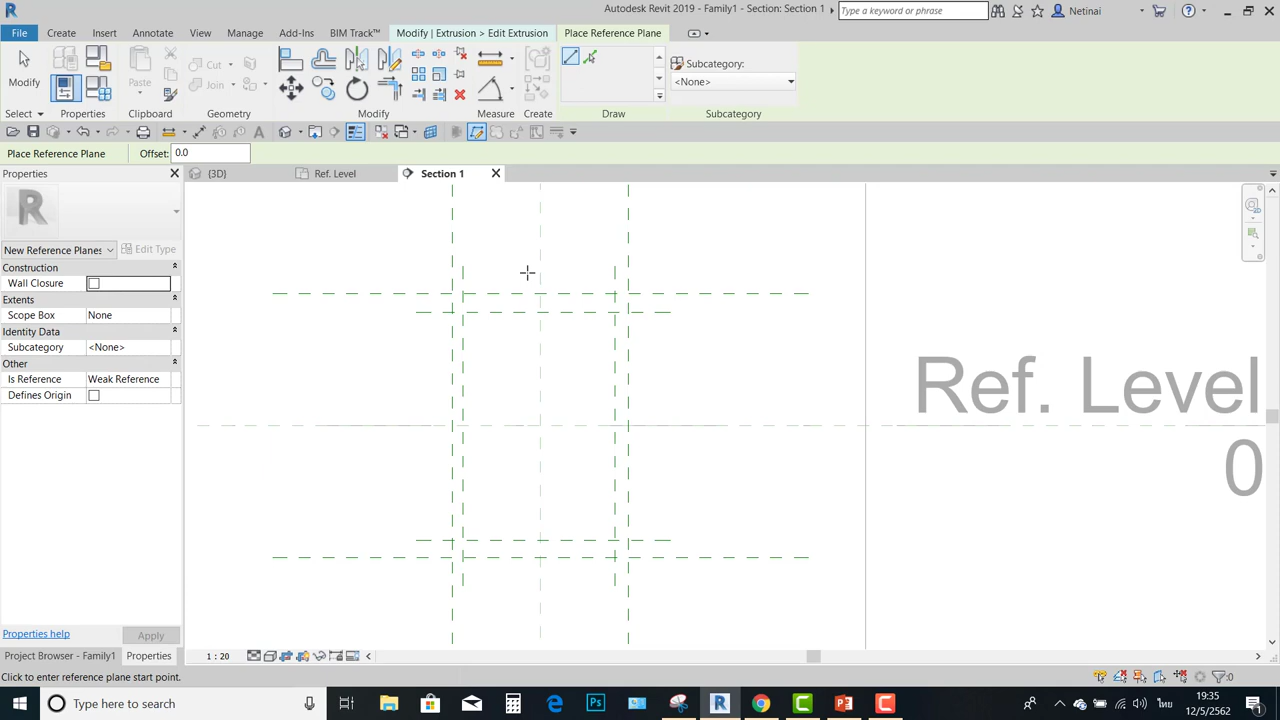 Autodesk Revit 2019 - Family1 - Section: Section 1
Type a keyword or phrase
Netinai
File
Create
Insert
Annotate
View
Manage
Add-Ins
BIM Track™
Modify | Extrusion > Edit Extrusion
Place Reference Plane
Modify
Paste
Cut
Join
Subcategory:
<None>
Select
Properties
Clipboard
Geometry
Modify
Measure
Create
Draw
Subcategory
Place Reference Plane
Offset:
0.0
Properties
{3D}
Ref. Level
Section 1
R
New Reference Planes
Edit Type
Construction
Wall Closure
Extents
Scope Box
None
Identity Data
Subcategory
<None>
Other
Is Reference
Weak Reference
Defines Origin
Ref. Level
0
Properties help
Apply
Project Browser - Family1
Properties
1 : 20
Click to enter reference plane start point.
:0
Type here to search
ไทย
19:35
12/5/2562